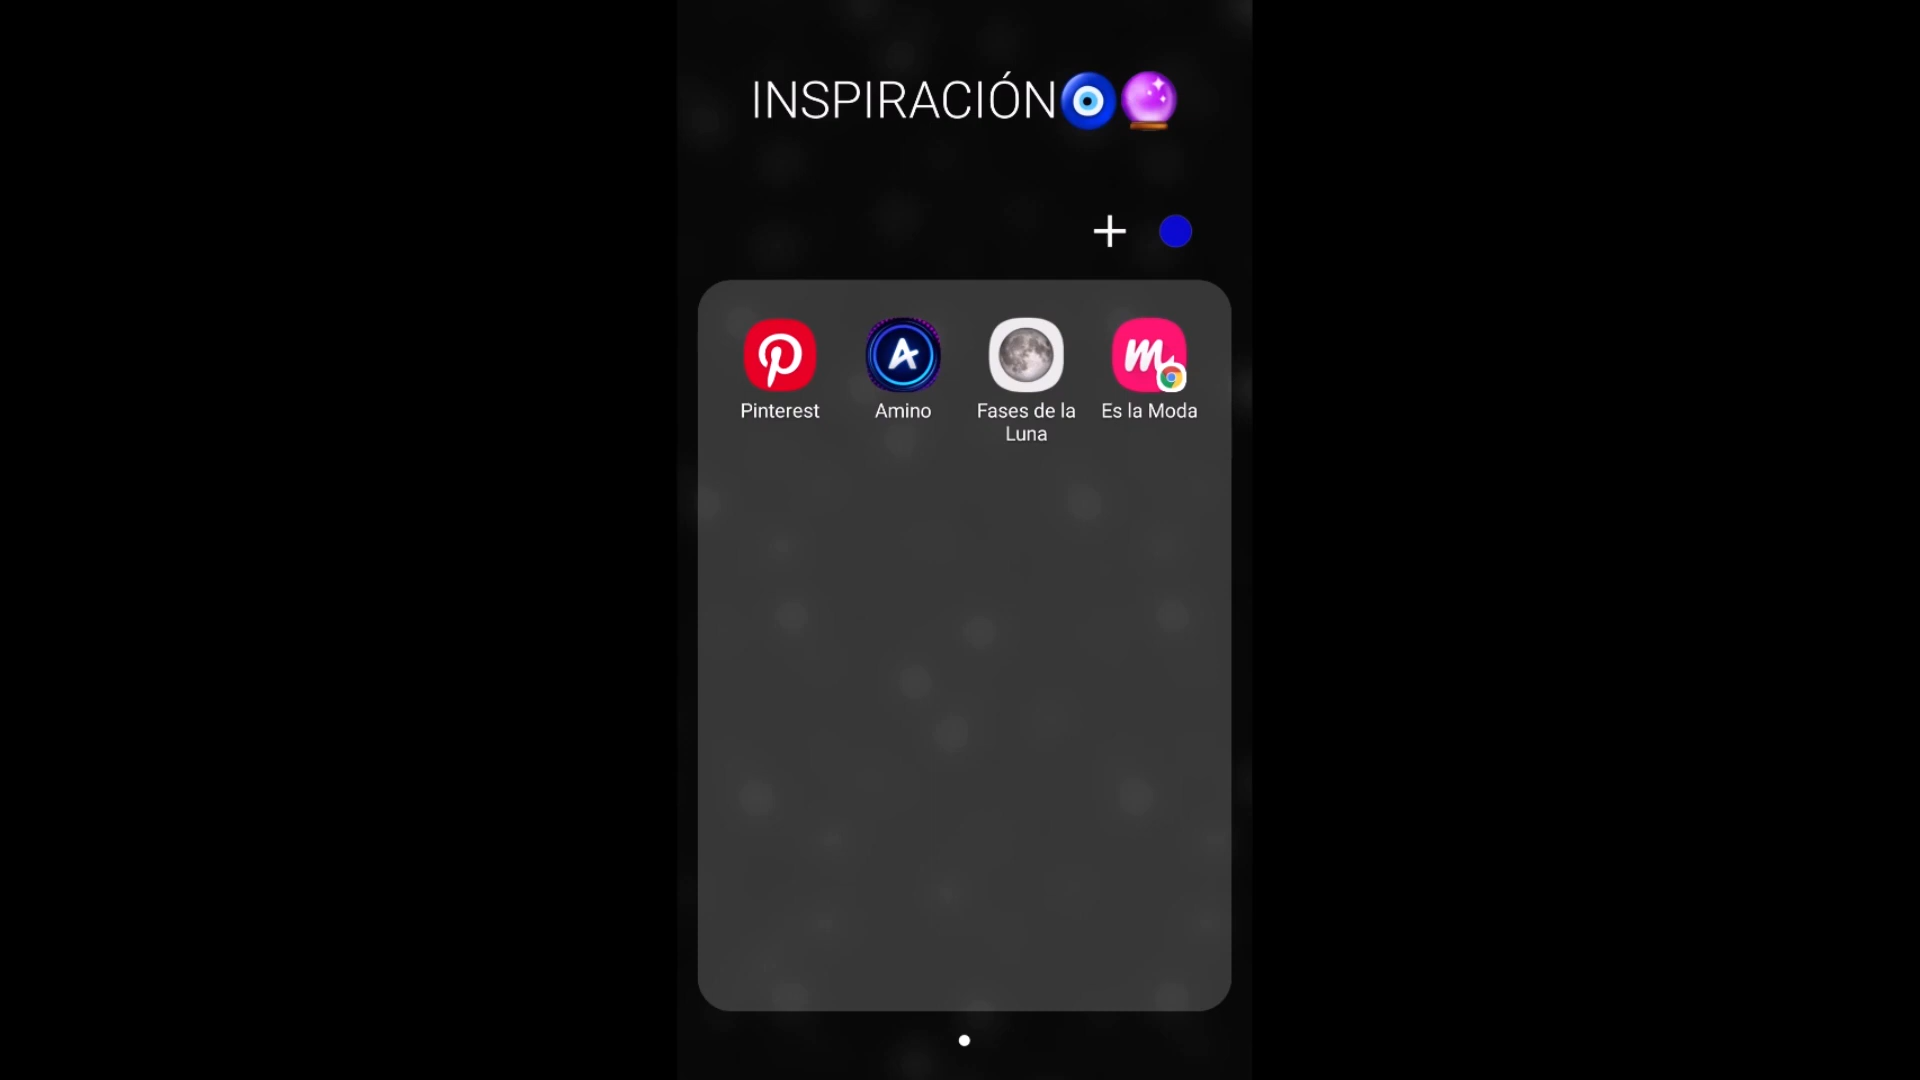 INSPIRACIÓN🧿🔮
Pinterest
Amino
Fases de la
Luna
Es la Moda